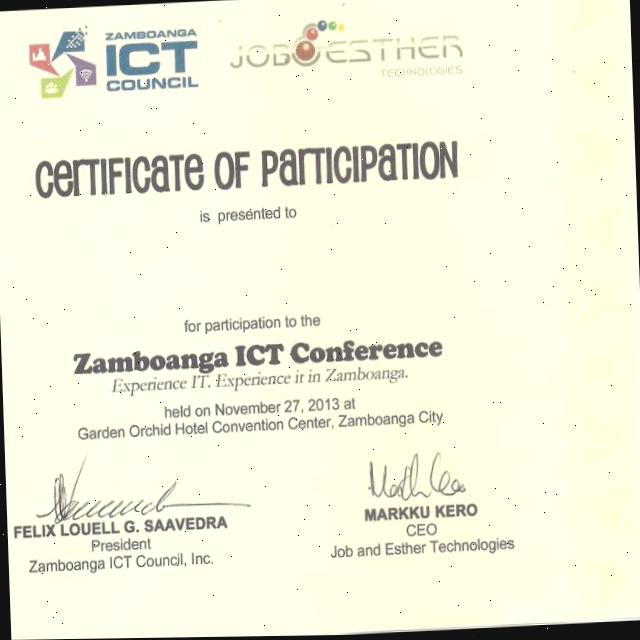 ZAMBOANGA
ICT
COUNCIL
JOB ESTHER
TECHNOLOGIES
CERTIFICATE OF PARTICIPATION
is presented to
for participation to the
Zamboanga ICT Conference
Experience IT. Experience it in Zamboanga.
held on November 27, 2013 at
Garden Orchid Hotel Convention Center, Zamboanga City.
FELIX LOUELL G. SAAVEDRA
President
Zamboanga ICT Council, Inc.
MARKKU KERO
CEO
Job and Esther Technologies